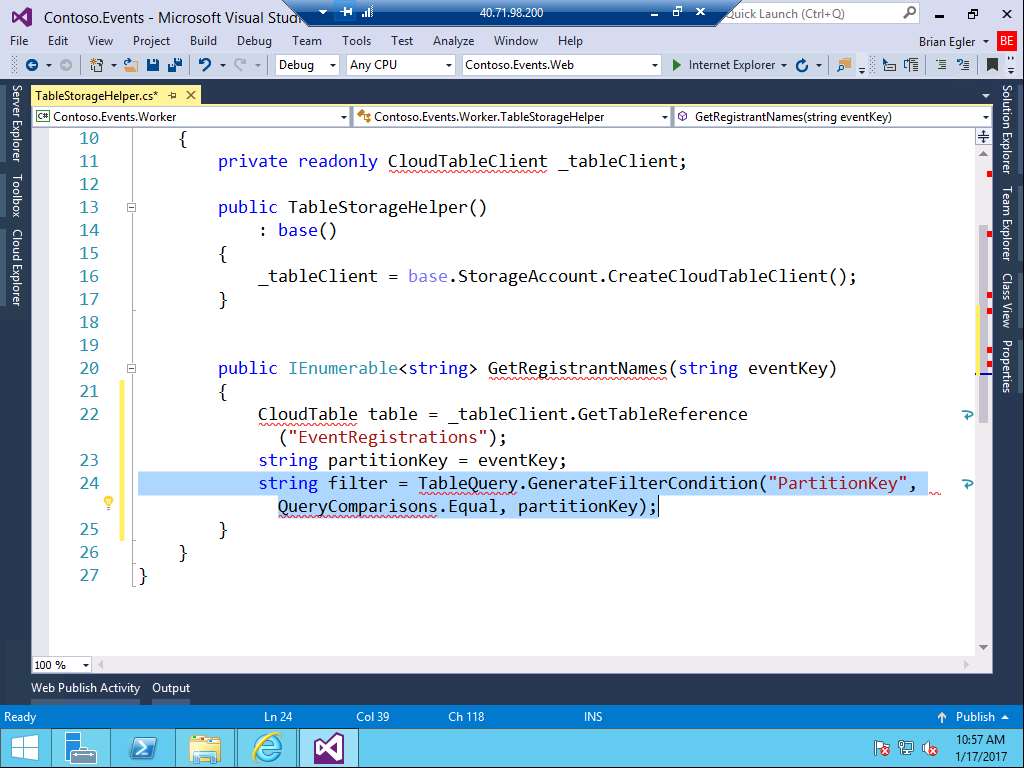 Contoso.Events - Microsoft Visual Studi
40.71.98.200
Quick Launch (Ctrl+Q)
File Edit View Project Build Debug Team Tools Test Analyze Window Help
Brian Egler BE
Debug Any CPU Contoso.Events.Web Internet Explorer
Server Explorer
Toolbox
Cloud Explorer
TableStorageHelper.cs*
Contoso.Events.Worker Contoso.Events.Worker.TableStorageHelper GetRegistrantNames(string eventKey)
10 {
11 private readonly CloudTableClient _tableClient;
12
13 public TableStorageHelper()
14 : base()
15 {
16 _tableClient = base.StorageAccount.CreateCloudTableClient();
17 }
18
19
20 public IEnumerable<string> GetRegistrantNames(string eventKey)
21 {
22 CloudTable table = _tableClient.GetTableReference
("EventRegistrations");
23 string partitionKey = eventKey;
24 string filter = TableQuery.GenerateFilterCondition("PartitionKey",
QueryComparisons.Equal, partitionKey);
25 }
26 }
27 }
Solution Explorer
Team Explorer
Class View
Properties
100 %
Web Publish Activity Output
Ready Ln 24 Col 39 Ch 118 INS Publish
10:57 AM
1/17/2017